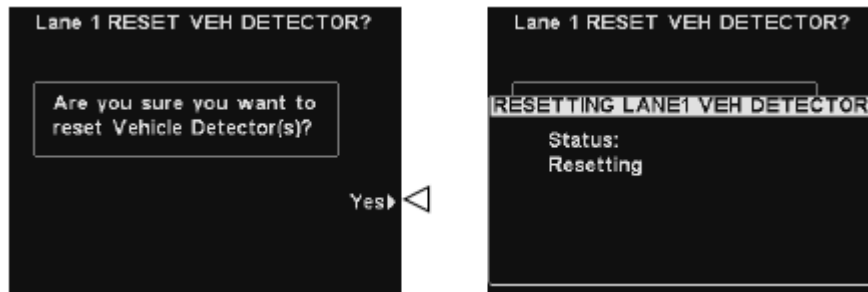 Lane 1 RESET VEH DETECTOR?
Are you sure you want to
reset Vehicle Detector(s)?
Yes
Lane 1 RESET VEH DETECTOR?
RESETTING LANE1 VEH DETECTOR
Status:
Resetting